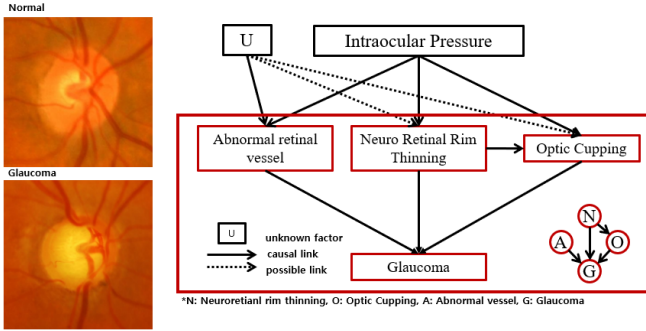 Normal
Glaucoma
U
Intraocular Pressure
Abnormal retinal
vessel
Neuro Retinal Rim
Thinning
Optic Cupping
U
unknown factor
causal link
possible link
Glaucoma
N
A
O
G
*N: Neuroretianl rim thinning, O: Optic Cupping, A: Abnormal vessel, G: Glaucoma